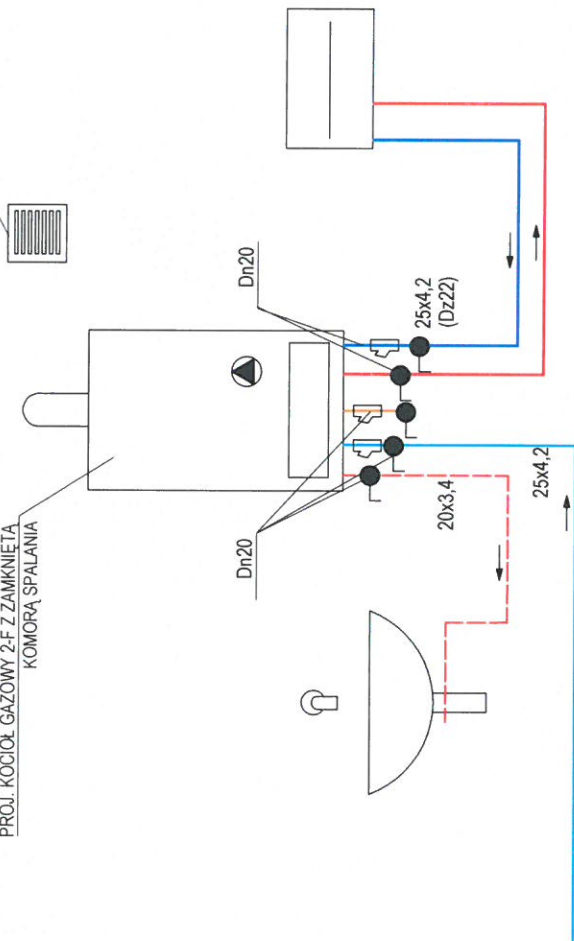 PROJ. KOCIOŁ GAZOWY 2-F Z ZAMKNIĘTĄ
KOMORĄ SPALANIA
Dn20
Dn20
25x4,2
(Dz22)
20x3,4
25x4,2